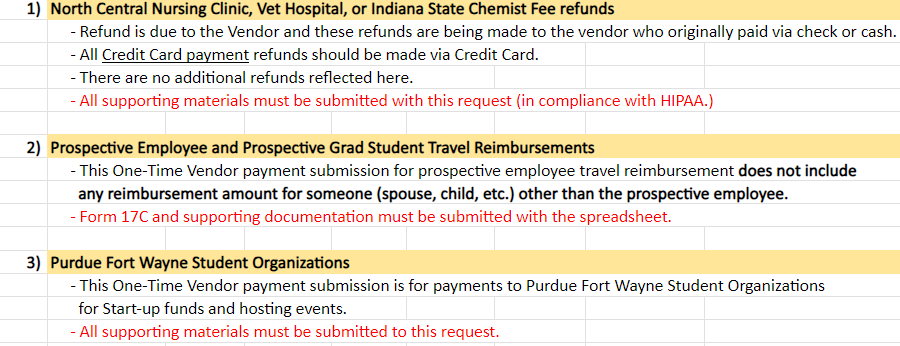 1) North Central Nursing Clinic, Vet Hospital, or Indiana State Chemist Fee refunds
- Refund is due to the Vendor and these refunds are being made to the vendor who originally paid via check or cash.
- All Credit Card payment refunds should be made via Credit Card.
- There are no additional refunds reflected here.
- All supporting materials must be submitted with this request (in compliance with HIPAA.)
2) Prospective Employee and Prospective Grad Student Travel Reimbursements
- This One-Time Vendor payment submission for prospective employee travel reimbursement does not include
any reimbursement amount for someone (spouse, child, etc.) other than the prospective employee.
- Form 17C and supporting documentation must be submitted with the spreadsheet.
3) Purdue Fort Wayne Student Organizations
- This One-Time Vendor payment submission is for payments to Purdue Fort Wayne Student Organizations
for Start-up funds and hosting events.
- All supporting materials must be submitted to this request.